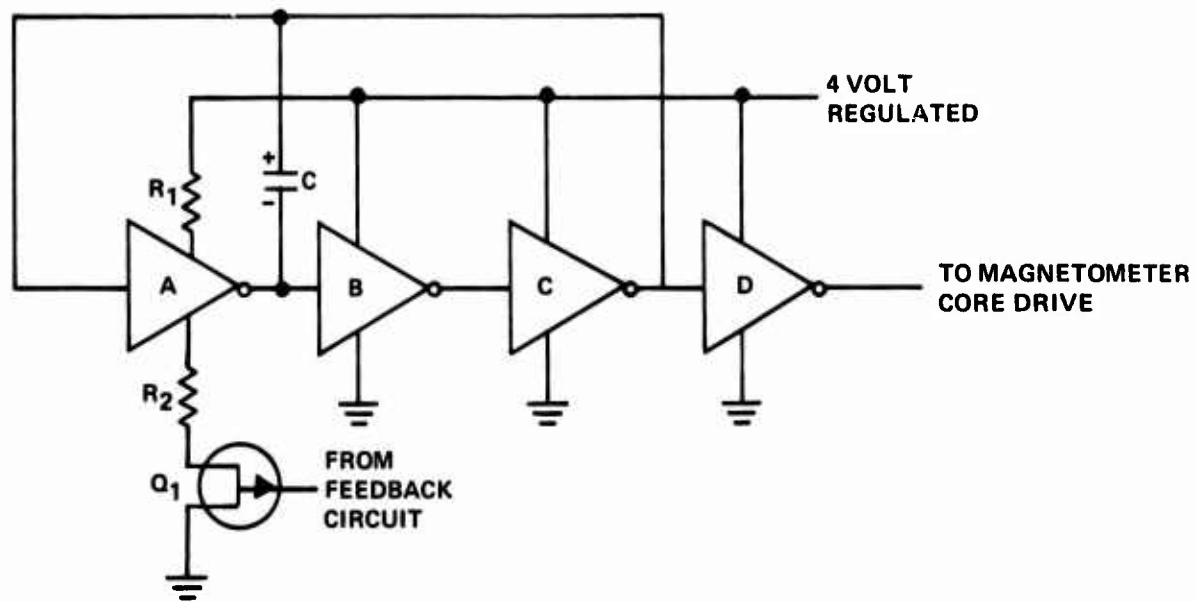 4 VOLT
REGULATED
R1
+
C
-
A
B
C
D
TO MAGNETOMETER
CORE DRIVE
R2
Q1
FROM
FEEDBACK
CIRCUIT